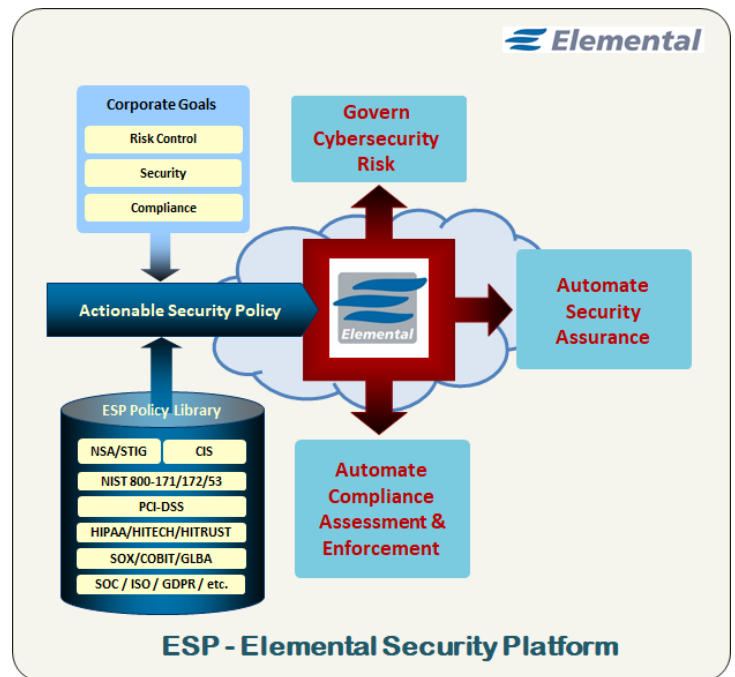 Elemental
Corporate Goals
Risk Control
Security
Compliance
Govern
Cybersecurity
Risk
Actionable Security Policy
Elemental
Automate
Security
Assurance
ESP Policy Library
NSA/STIG
CIS
NIST 800-171/172/53
PCI-DSS
HIPAA/HITECH/HITRUST
SOX/COBIT/GLBA
SOC / ISO / GDPR / etc.
Automate
Compliance
Assessment &
Enforcement
ESP - Elemental Security Platform